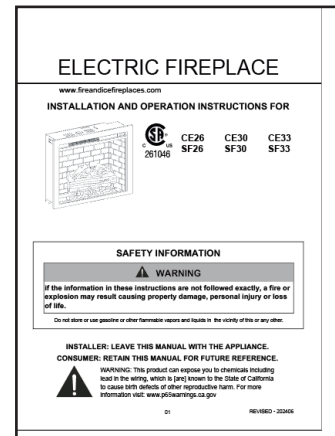 ELECTRIC FIREPLACE
www.fireandicefireplaces.com
INSTALLATION AND OPERATION INSTRUCTIONS FOR
SA
C US
261046
CE26 CE30 CE33
SF26 SF30 SF33
SAFETY INFORMATION
WARNING
if the information in these instructions are not followed exactly, a fire or
explosion may result causing property damage, personal injury or loss
of life.
Do not store or use gasoline or other flammable vapors and liquids in the vicinity of this or any other.
INSTALLER: LEAVE THIS MANUAL WITH THE APPLIANCE.
CONSUMER: RETAIN THIS MANUAL FOR FUTURE REFERENCE.
WARNING: This product can expose you to chemicals including
lead in the wiring, which is [are] known to the State of California
to cause birth defects of other reproductive harm. For more
information visit: www.p65warnings.ca.gov
01 REVISED - 202406